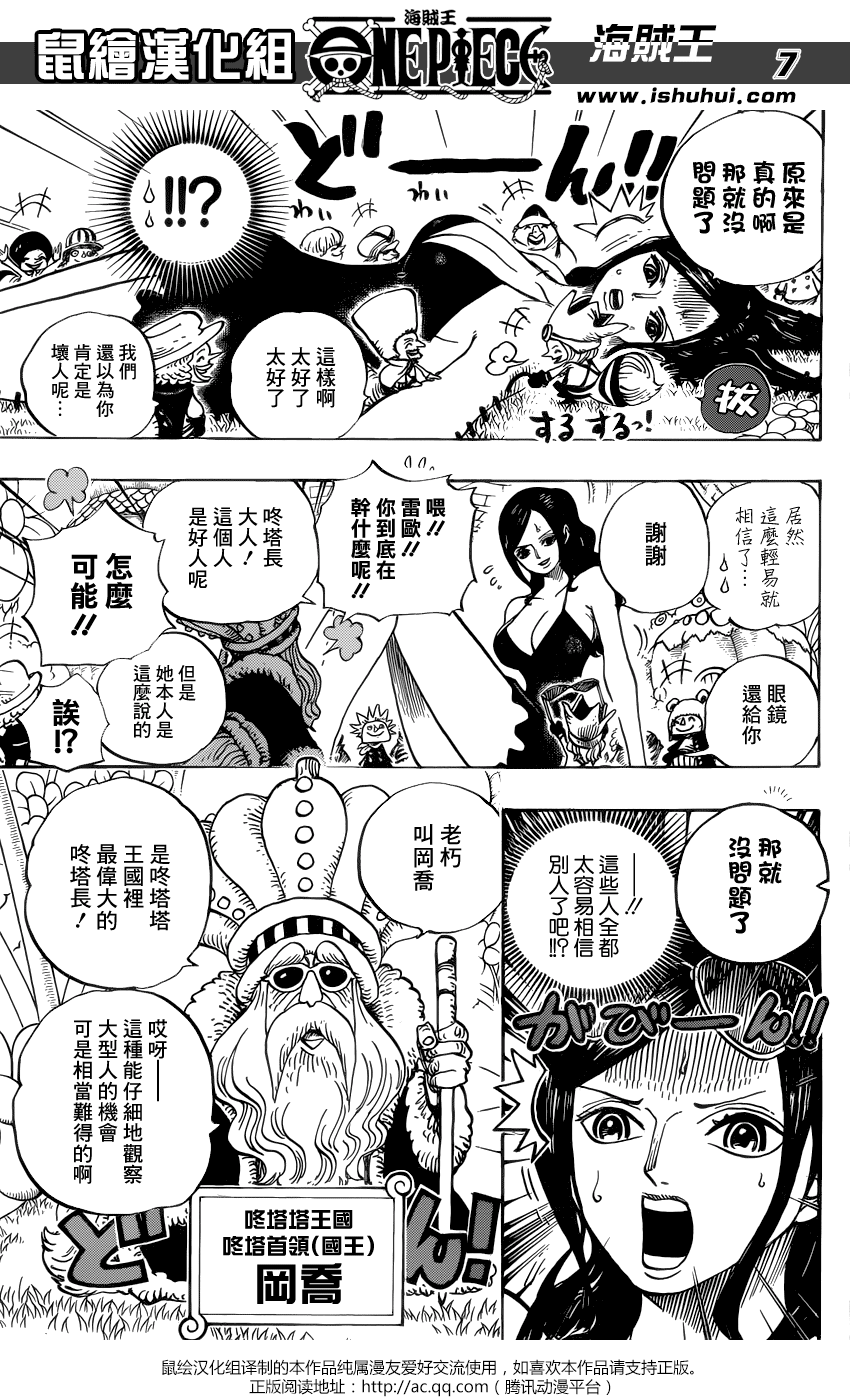 鼠繪漢化組
海賊王
ONE PIECE
海賊王
7
www.ishuhui.com
原來是
真的啊
那就沒
問題了
どーーん!!
わい
わい
!!?
拔
するするっ!
這樣啊
太好了
太好了
我們
還以為你
肯定是
壞人呢…
居然
這麼輕易就
相信了…
謝謝
眼鏡
還給你
喂!!
雷歐!!
你到底在
幹什麼呢!!
咚塔長
大人!
這個人
是好人呢
怎麼
可能!!
但是
她本人是
這麼說的
誒!?
那就
沒問題了
——!!
這些人全都
太容易相信
別人了吧!!?
がびーーん!!
老朽
叫岡喬
是咚塔塔
王國裡
最偉大的
咚塔長!
哎呀——
這種能仔細地觀察
大型人的機會
可是相當難得的啊
どーん!
咚塔塔王國
咚塔首領(國王)
岡喬
鼠绘汉化组译制的本作品纯属漫友爱好交流使用，如喜欢本作品请支持正版。
正版阅读地址：http://ac.qq.com（腾讯动漫平台）